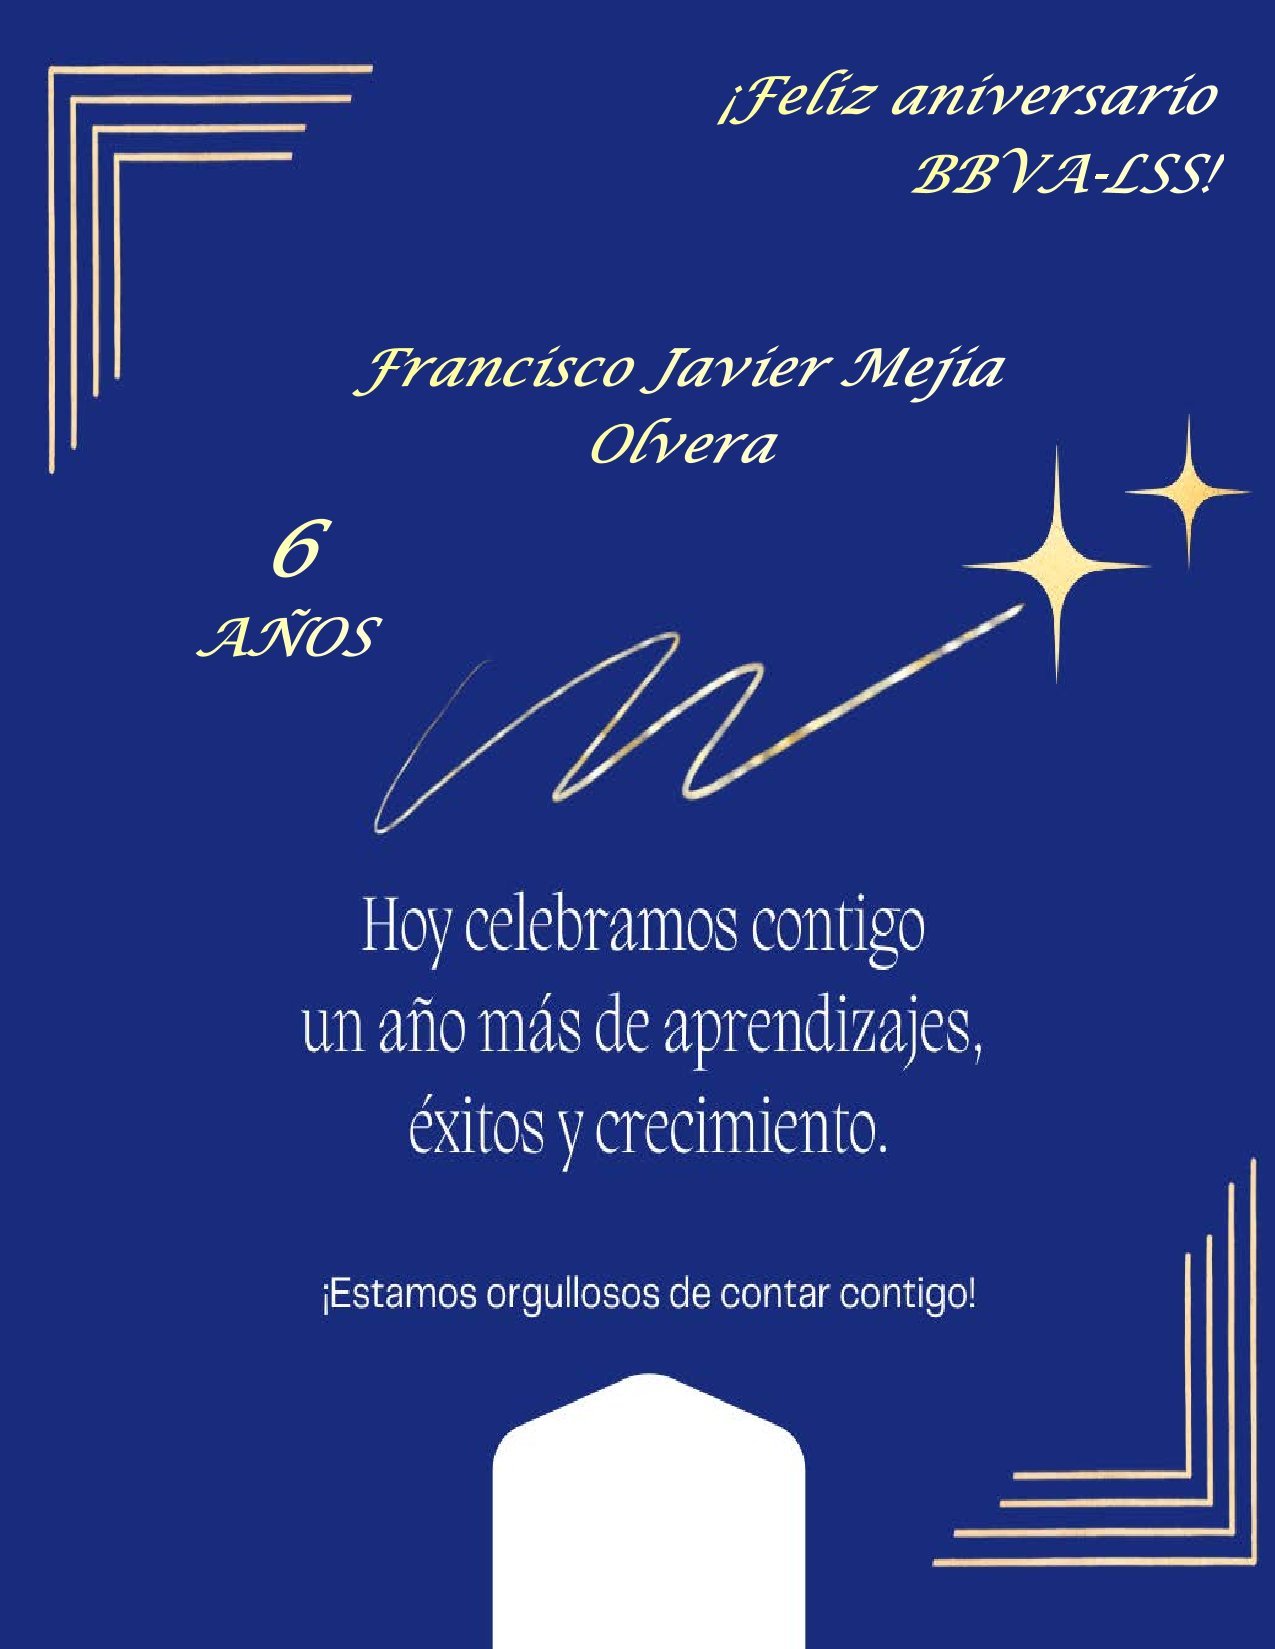 ¡Feliz aniversario
BBVA-LSS!
Francisco Javier Mejia
Olvera
6
AÑOS
Hoy celebramos contigo
un año más de aprendizajes,
éxitos y crecimiento.
¡Estamos orgullosos de contar contigo!